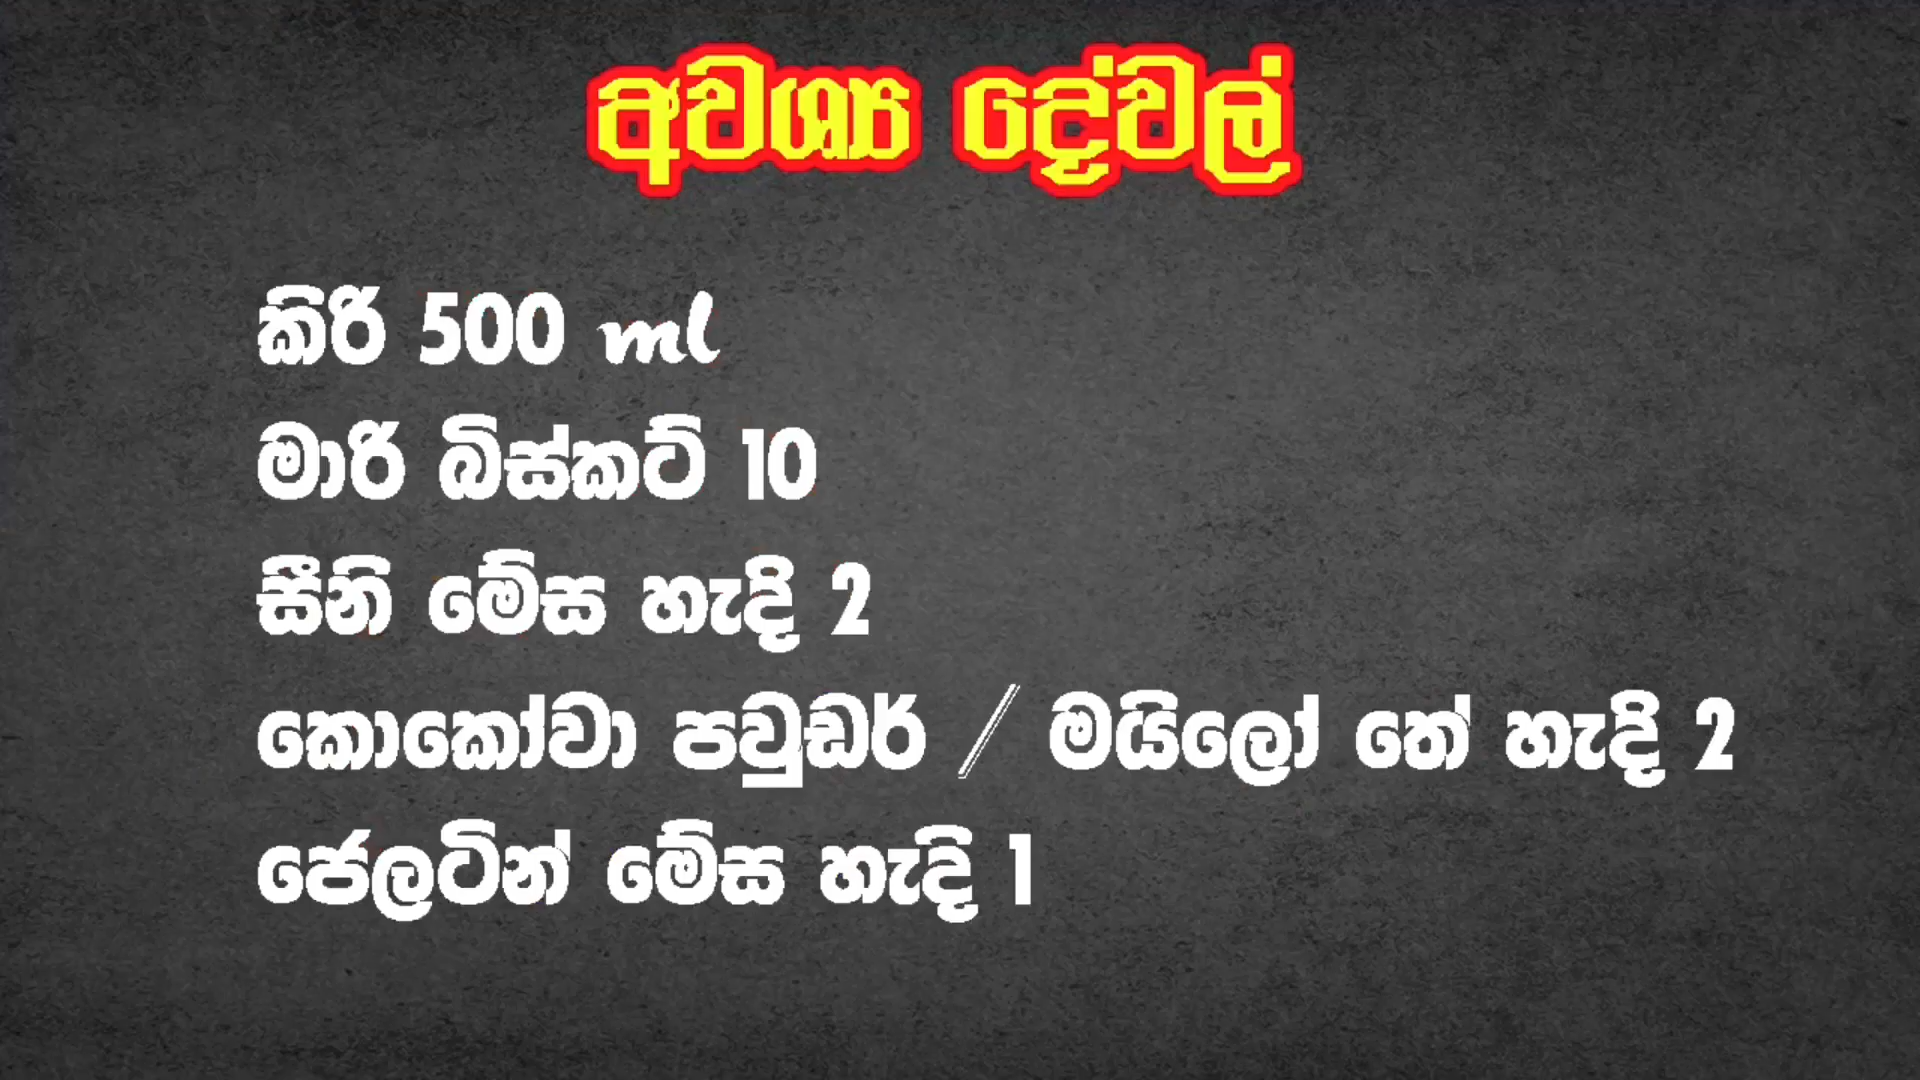 අවශ්‍ය දේවල්
කිරි 500 ml
මාරි බිස්කට් 10
සීනි මේස හැදි 2
කොකෝවා පවුඩර් / මයිලෝ තේ හැදි 2
ජෙලටින් මේස හැදි 1